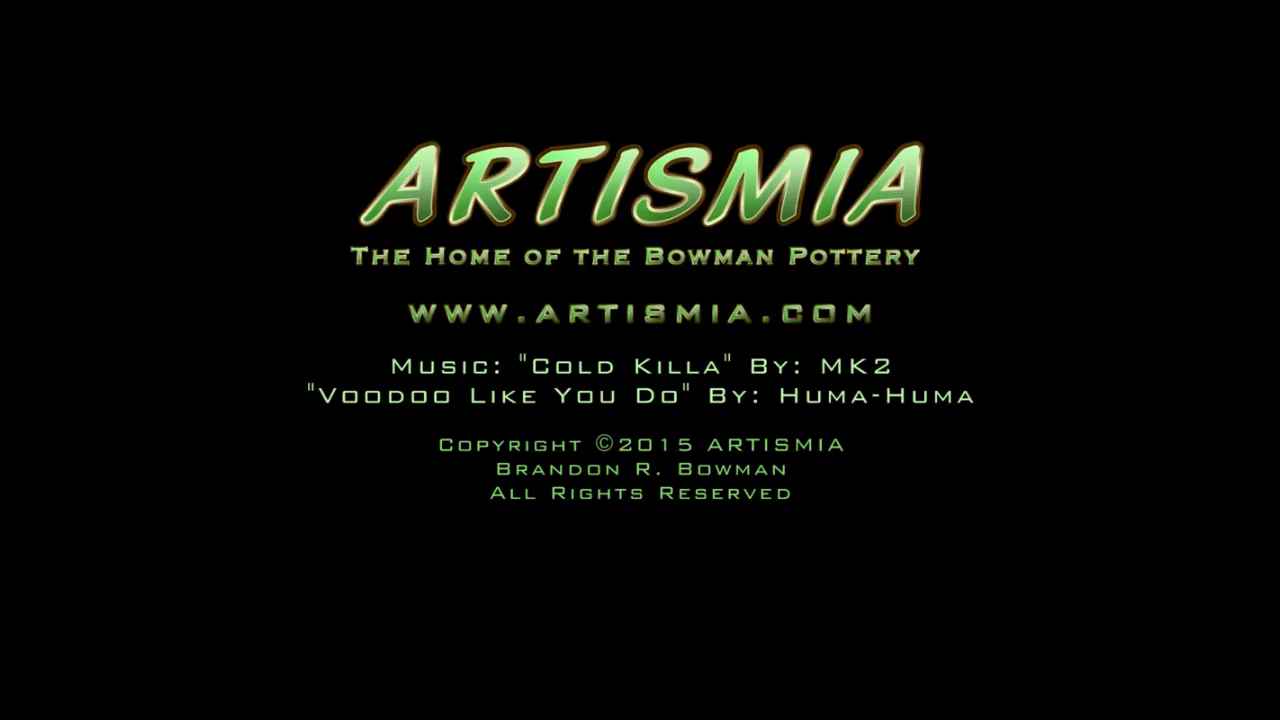 ARTISMIA
The Home of the Bowman Pottery
www.artismia.com
Music: "Cold Killa" By: MK2
"Voodoo Like You Do" By: Huma-Huma
Copyright ©2015 ARTISMIA
Brandon R. Bowman
All Rights Reserved